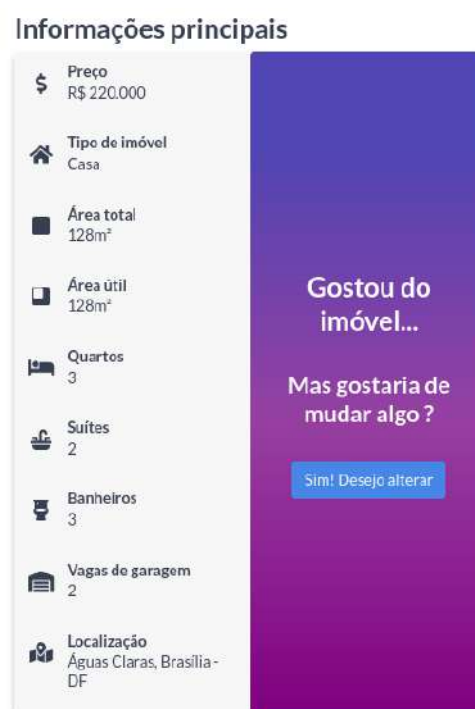 Informações principais
Preço
R$ 220.000
Tipo de imóvel
Casa
Área total
128m²
Área útil
128m²
Quartos
3
Suítes
2
Banheiros
3
Vagas de garagem
2
Localização
Águas Claras, Brasília -
DF
Gostou do
imóvel...
Mas gostaria de
mudar algo ?
Sim! Desejo alterar